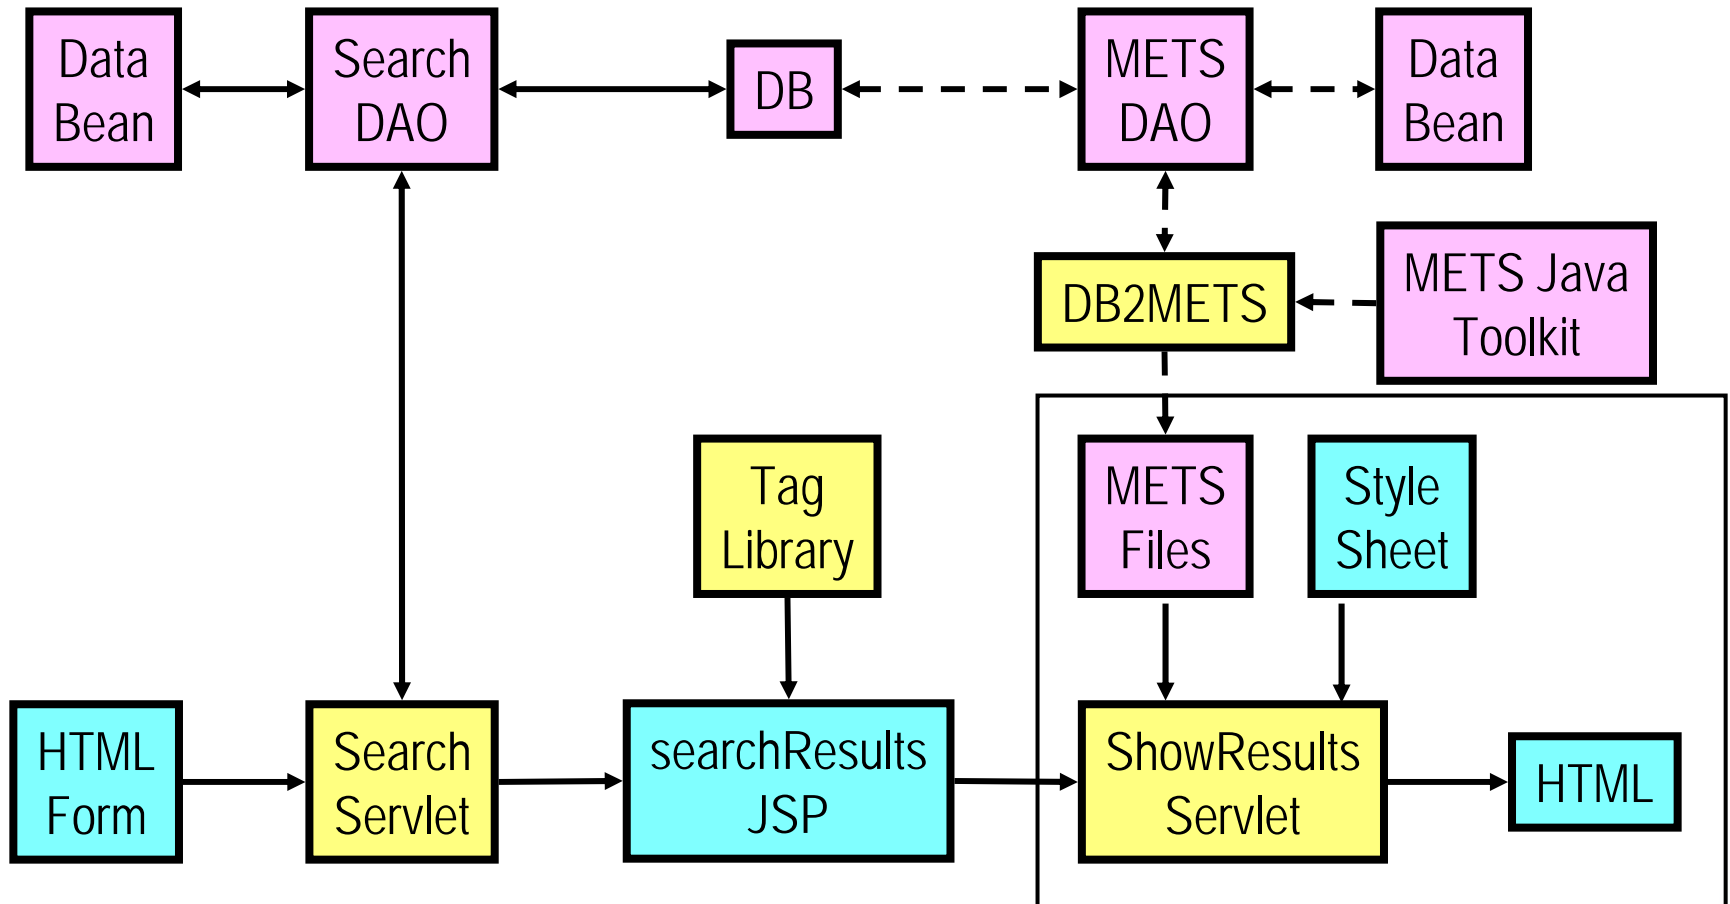 Data
Bean
Search
DAO
DB
METS
DAO
Data
Bean
DB2METS
METS Java
Toolkit
Tag
Library
METS
Files
Style
Sheet
HTML
Form
Search
Servlet
searchResults
JSP
ShowResults
Servlet
HTML